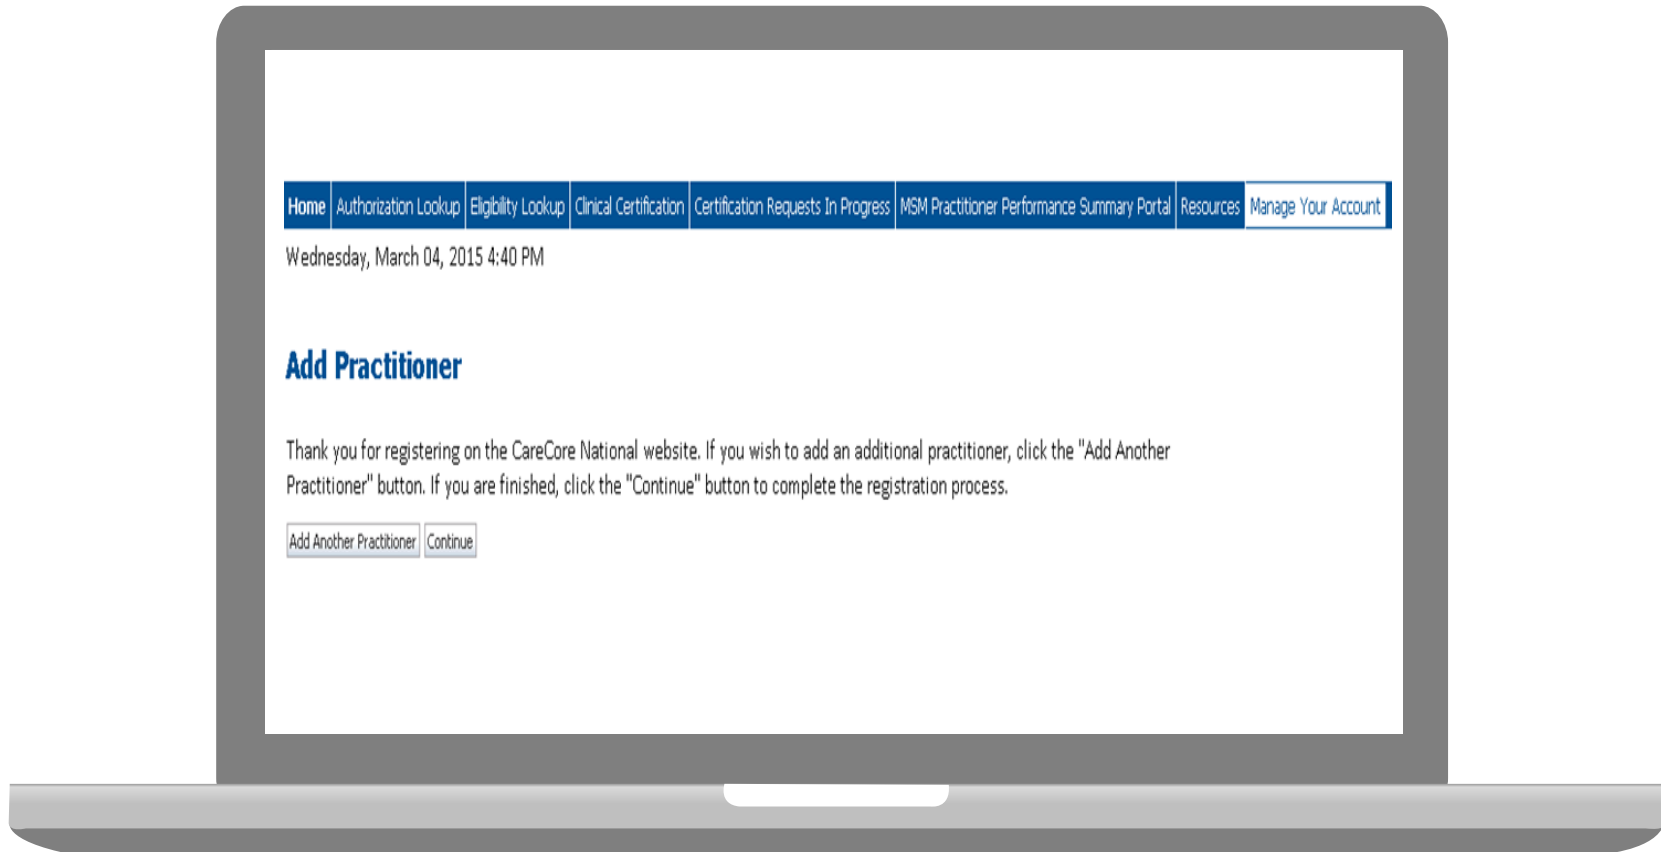 Home Authorization Lookup Eligibility Lookup Clinical Certification Certification Requests In Progress MSM Practitioner Performance Summary Portal Resources Manage Your Account
Wednesday, March 04, 2015 4:40 PM
Add Practitioner
Thank you for registering on the CareCore National website. If you wish to add an additional practitioner, click the "Add Another
Practitioner" button. If you are finished, click the "Continue" button to complete the registration process.
Add Another Practitioner Continue